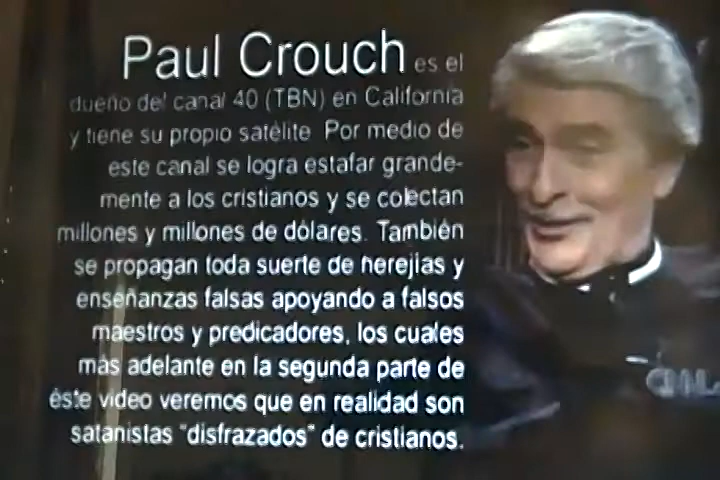 Paul Crouch es el
dueño del canal 40 (TBN) en California
y tiene su propio satélite. Por medio de
este canal se logra estafar grande-
mente a los cristianos y se colectan
millones y millones de dólares. También
se propagan toda suerte de herejías y
enseñanzas falsas apoyando a falsos
maestros y predicadores, los cuales
más adelante en la segunda parte de
éste video veremos que en realidad son
satanistas "disfrazados" de cristianos.